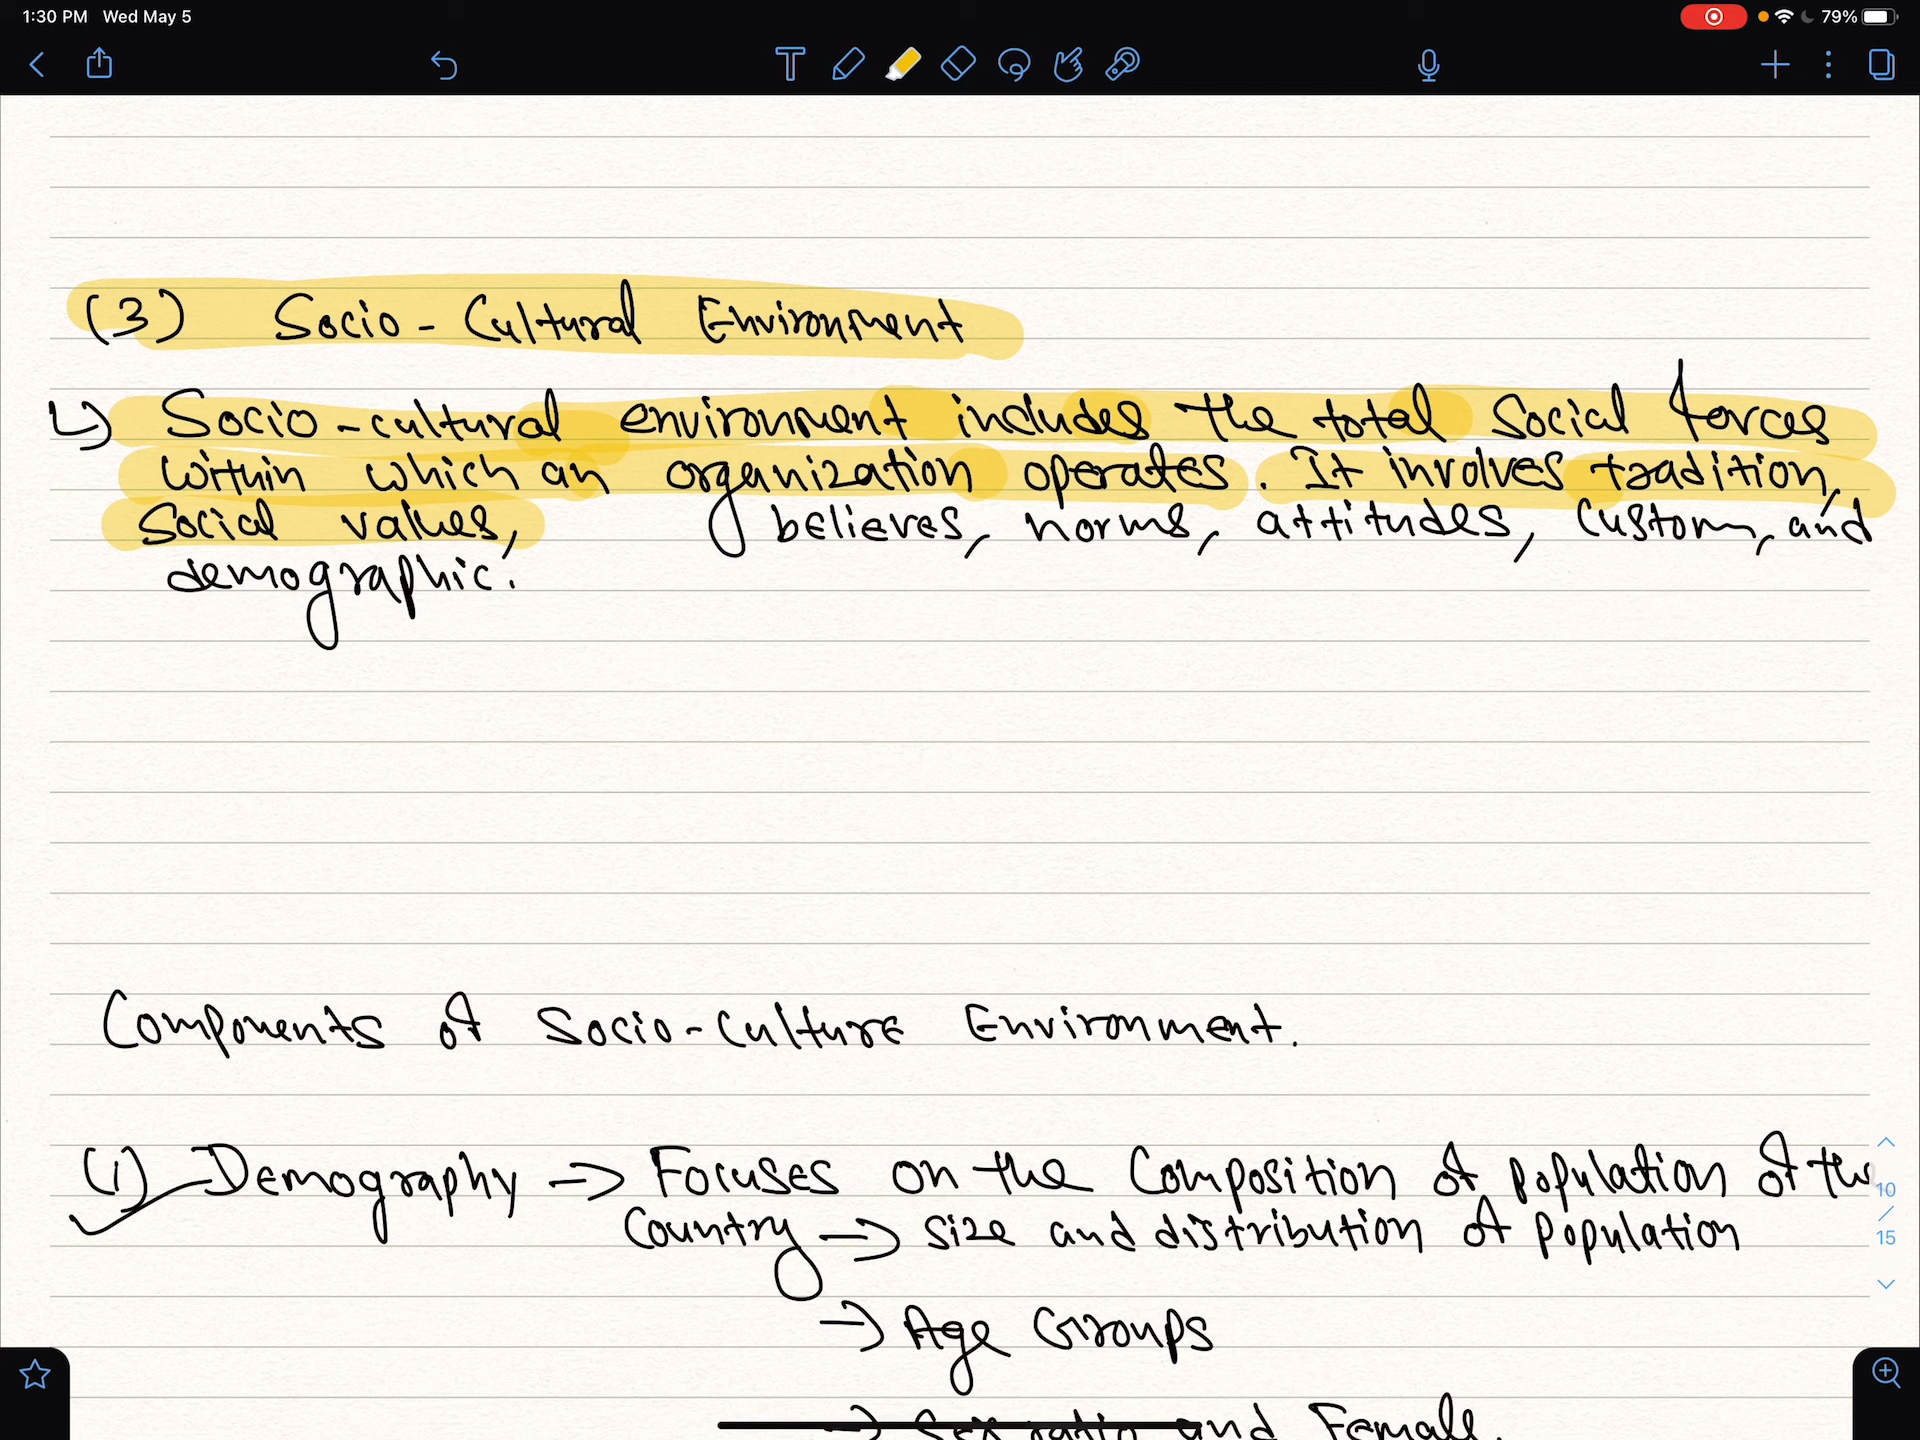 1:30 PM Wed May 5
79%
(3) Socio - Cultural Environment
↳ Socio-cultural environment includes the total Social forces
within which an organization operates. It involves tradition,
Social values, believes, norms, attitudes, Custom, and
demographic.
Components of Socio-Culture Environment.
(1) Demography → Focuses on the Composition of population of the
Country → Size and distribution of population
→ Age Groups
→ Sex ratio and Female.
10
/
15